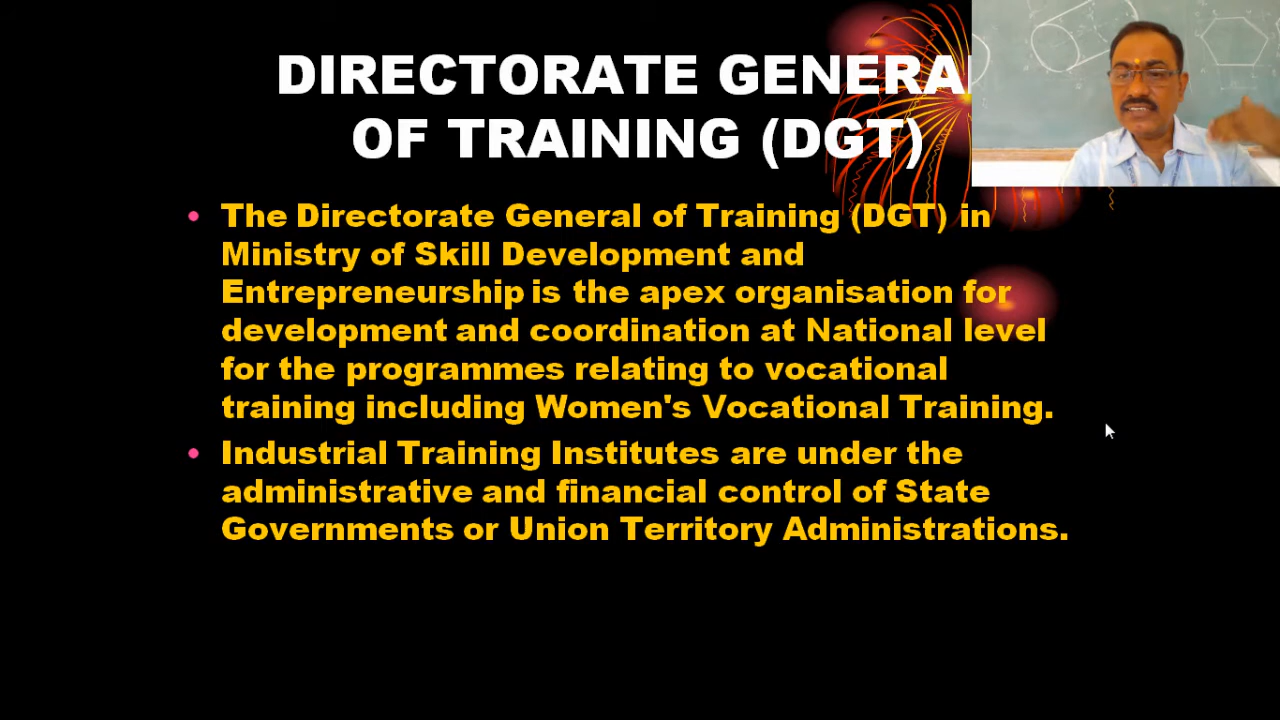 DIRECTORATE GENERA
OF TRAINING (DGT)
• The Directorate General of Training (DGT) in
Ministry of Skill Development and
Entrepreneurship is the apex organisation for
development and coordination at National level
for the programmes relating to vocational
training including Women's Vocational Training.
• Industrial Training Institutes are under the
administrative and financial control of State
Governments or Union Territory Administrations.